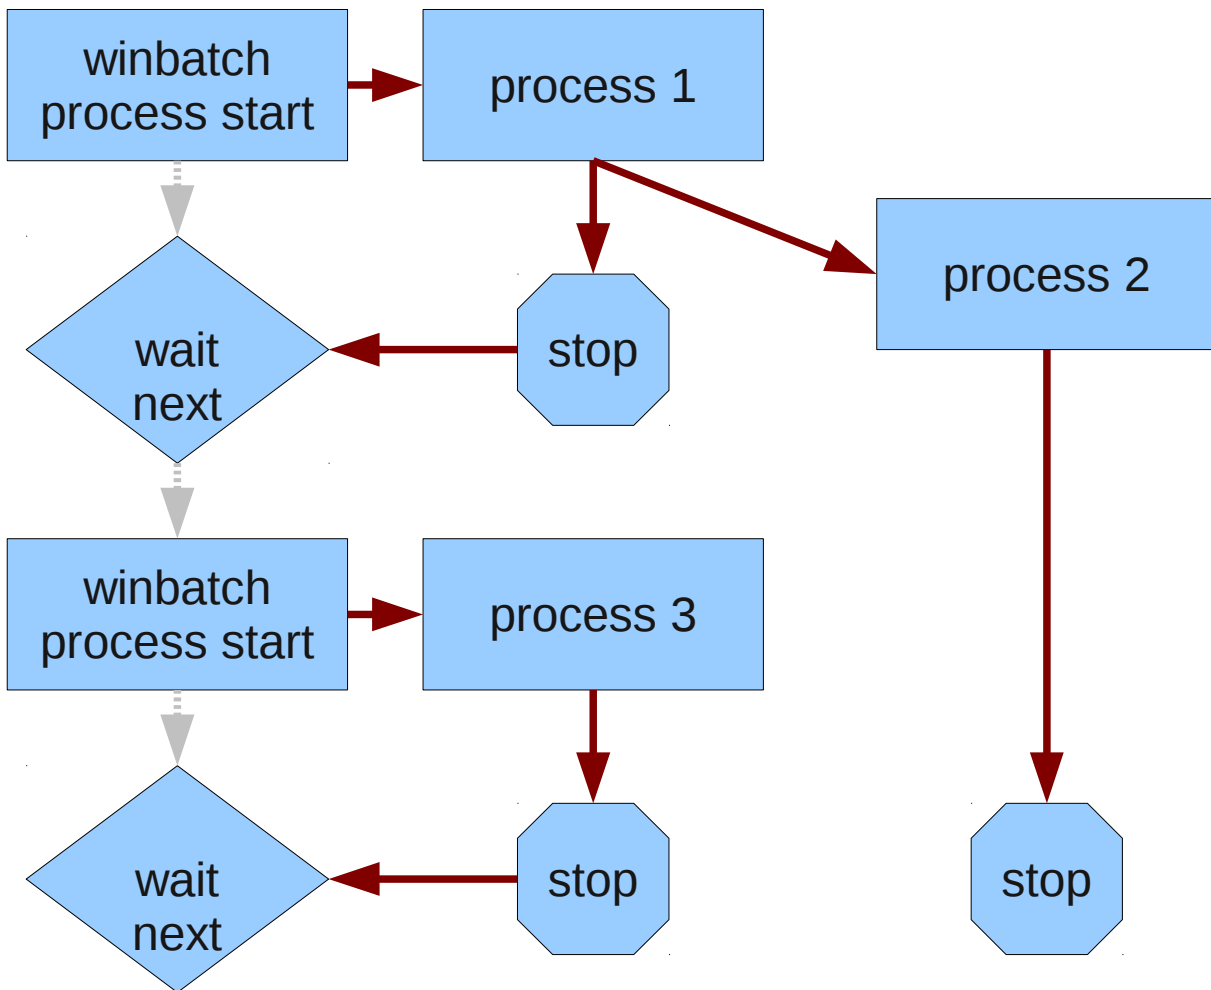 winbatch
process start
process 1
process 2
wait
next
stop
winbatch
process start
process 3
wait
next
stop
stop